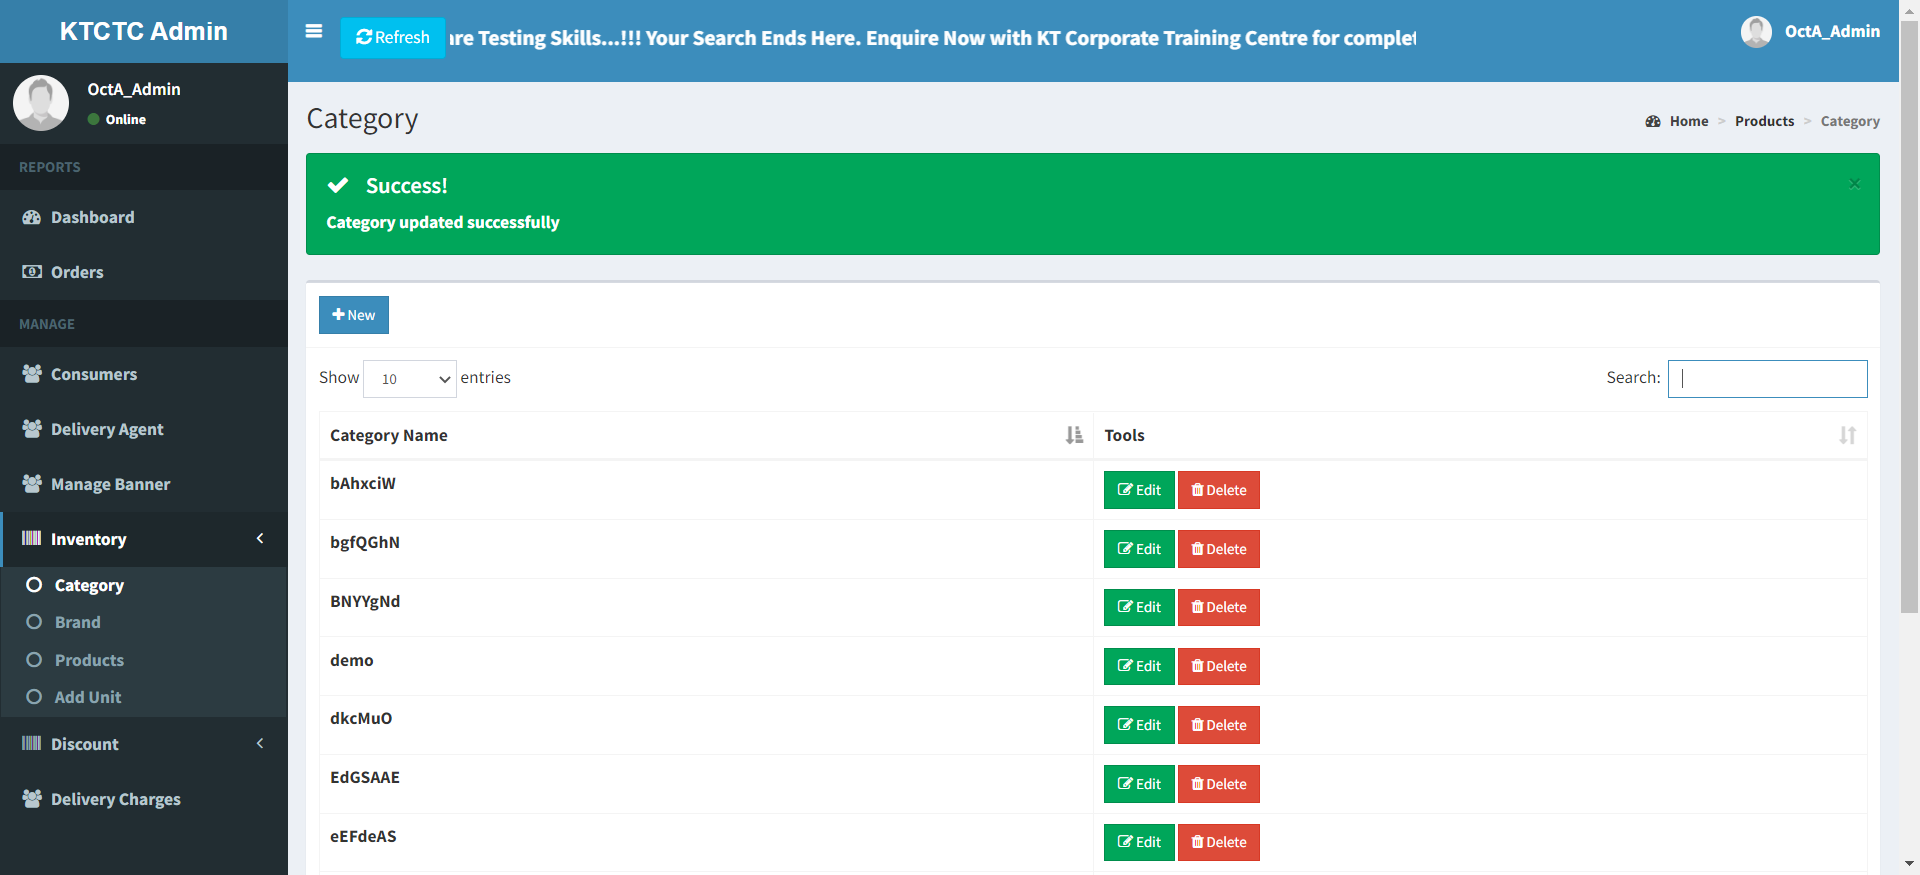 KTCTC Admin
Refresh
are Testing Skills...!!! Your Search Ends Here. Enquire Now with KT Corporate Training Centre for
OctA_Admin
OctA_Admin
Online
REPORTS
Dashboard
Orders
MANAGE
Consumers
Delivery Agent
Manage Banner
Inventory
Category
Brand
Products
Add Unit
Discount
Delivery Charges
Category
Home > Products > Category
Success!
×
Category updated successfully
New
Show 10 entries
Search:
Category Name Tools
bAhxciW Edit Delete
bgfQGhN Edit Delete
BNYYgNd Edit Delete
demo Edit Delete
dkcMuO Edit Delete
EdGSAAE Edit Delete
eEFdeAS Edit Delete